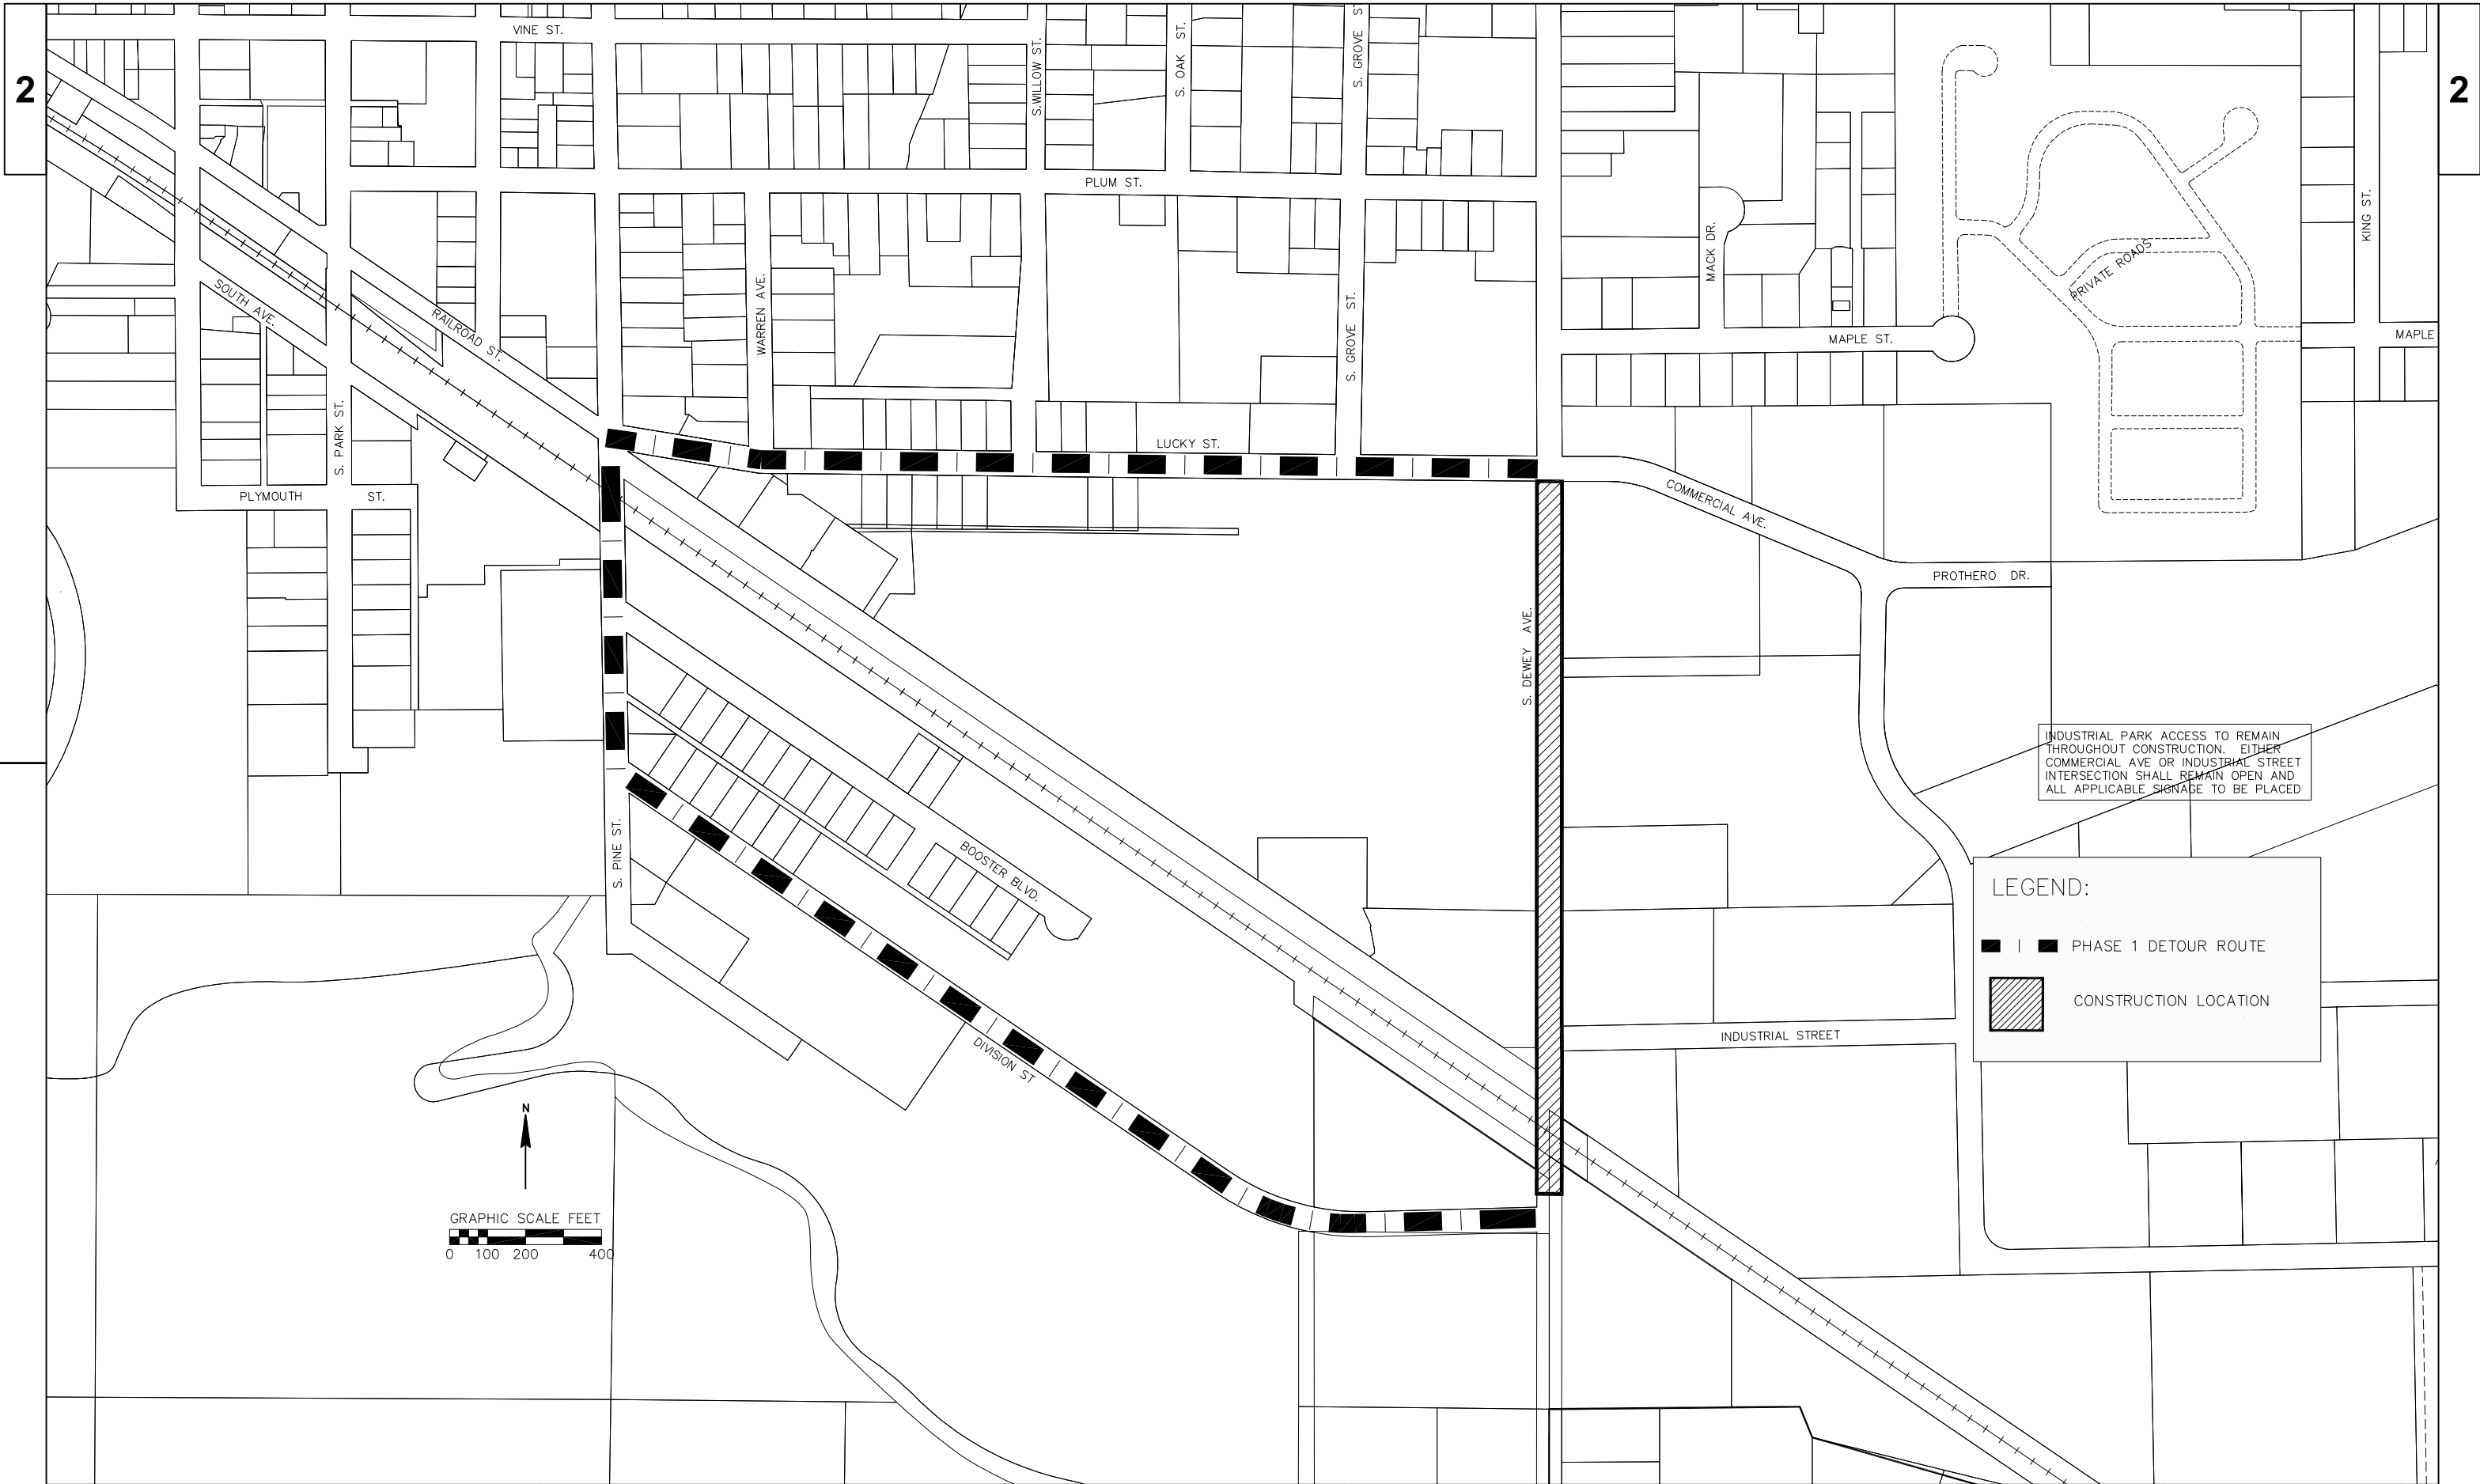 2
2
VINE ST.
S.WILLOW ST.
S. OAK ST.
S. GROVE ST
PLUM ST.
MACK DR.
KING ST.
PRIVATE ROADS
SOUTH AVE.
RAILROAD ST.
WARREN AVE.
S. GROVE ST.
MAPLE ST.
MAPLE
S. PARK ST.
LUCKY ST.
PLYMOUTH ST.
COMMERCIAL AVE.
PROTHERO DR.
S. DEWEY AVE.
INDUSTRIAL PARK ACCESS TO REMAIN
THROUGHOUT CONSTRUCTION. EITHER
COMMERCIAL AVE OR INDUSTRIAL STREET
INTERSECTION SHALL REMAIN OPEN AND
ALL APPLICABLE SIGNAGE TO BE PLACED
S. PINE ST.
BOOSTER BLVD.
LEGEND:
PHASE 1 DETOUR ROUTE
CONSTRUCTION LOCATION
INDUSTRIAL STREET
DIVISION ST
N
GRAPHIC SCALE FEET
0 100 200 400